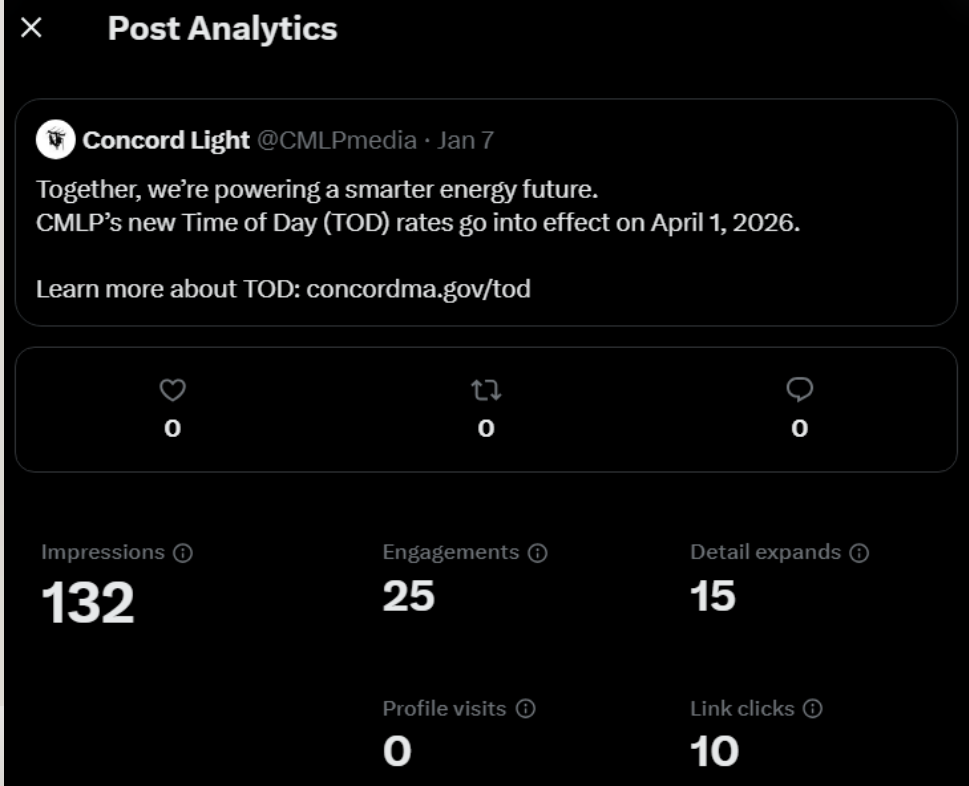 Post Analytics
Concord Light @CMLPmedia · Jan 7
Together, we’re powering a smarter energy future.
CMLP’s new Time of Day (TOD) rates go into effect on April 1, 2026.
Learn more about TOD: concordma.gov/tod
0 0 0
Impressions Engagements Detail expands
132 25 15
Profile visits Link clicks
0 10